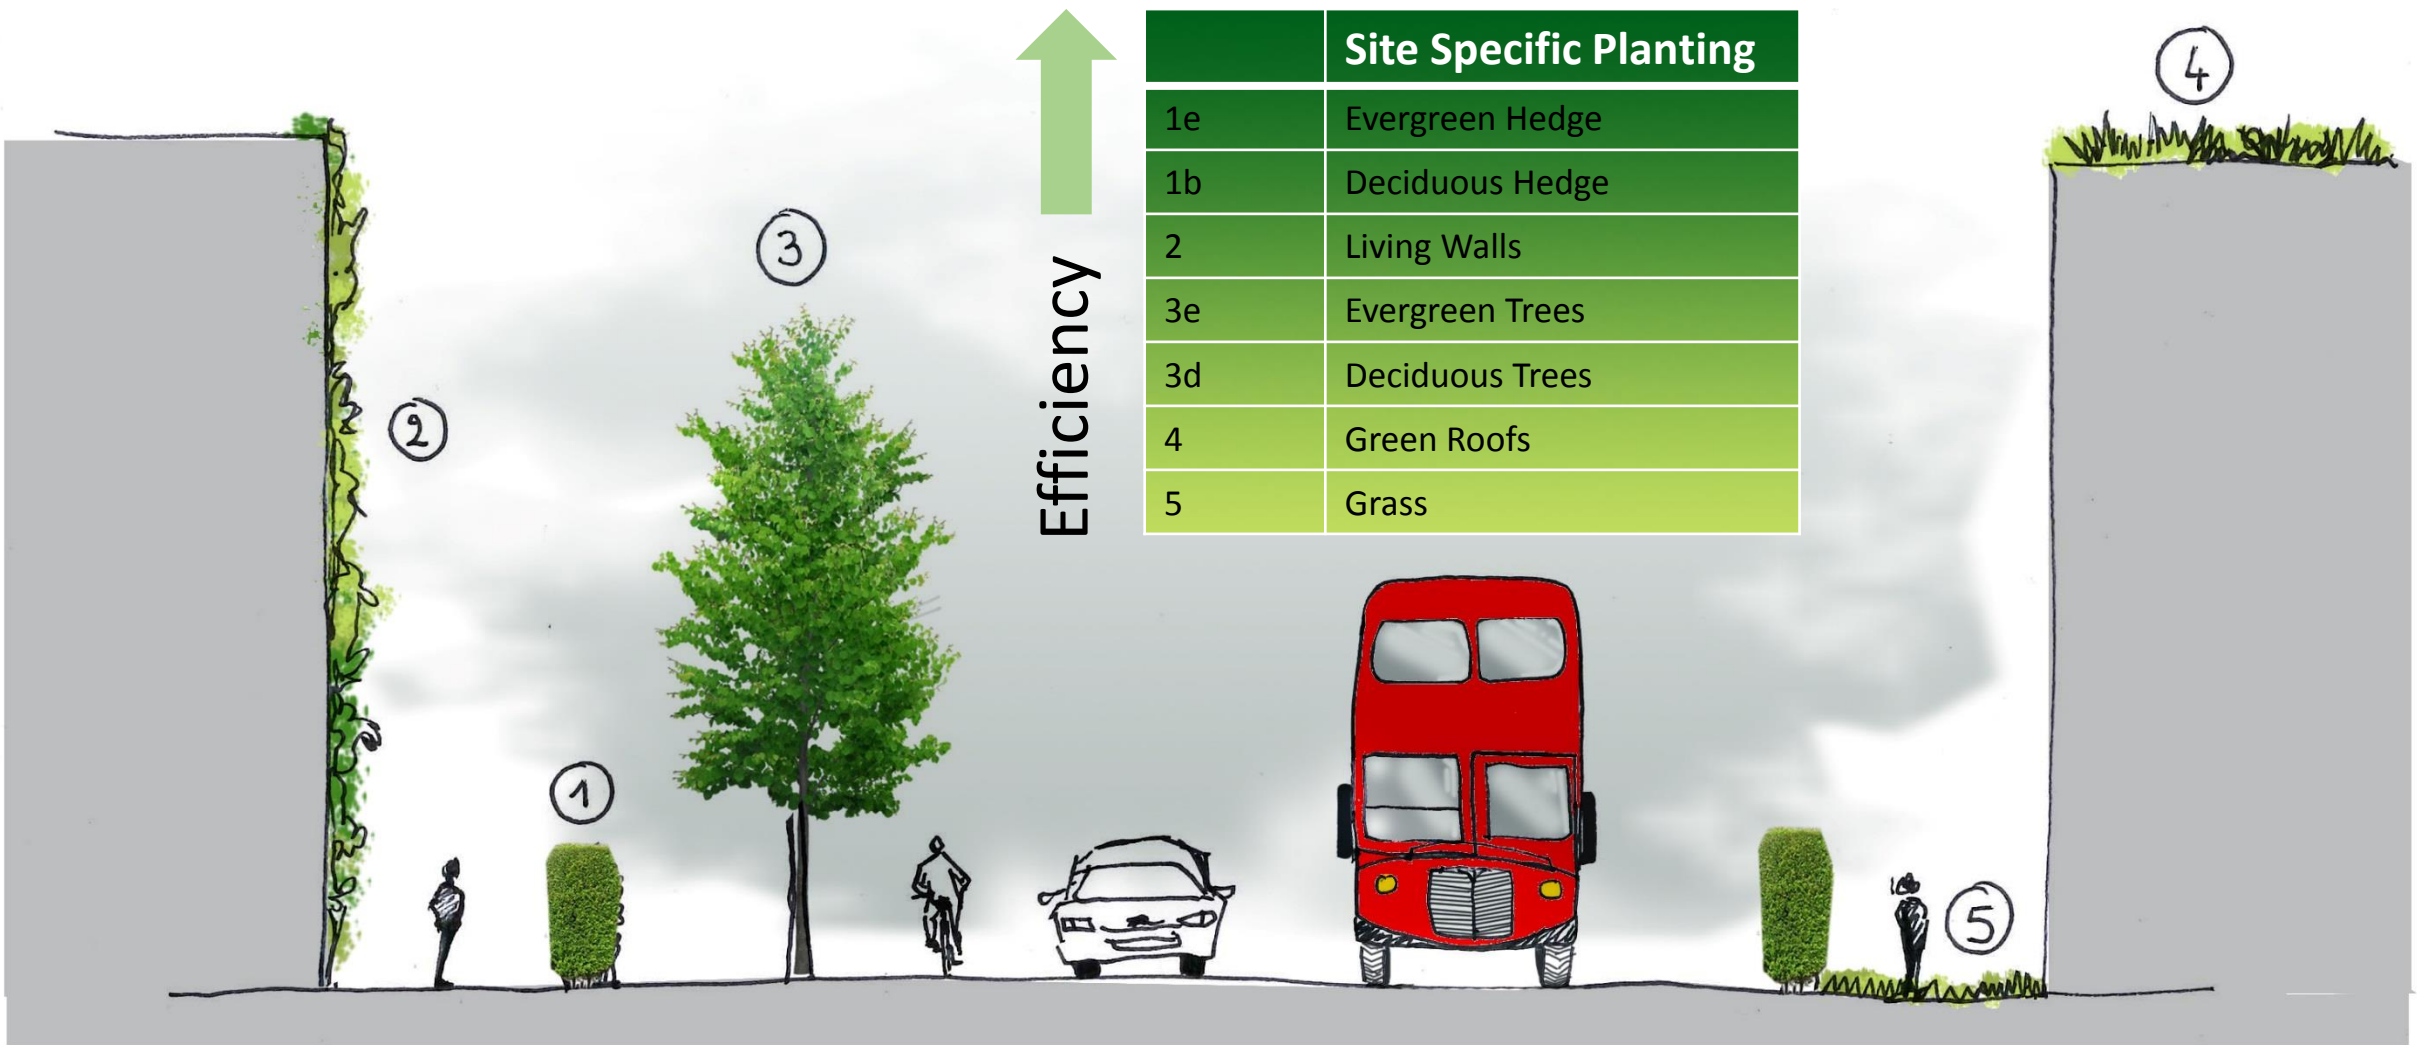 Site Specific Planting
1e Evergreen Hedge
1b Deciduous Hedge
2 Living Walls
3e Evergreen Trees
3d Deciduous Trees
4 Green Roofs
5 Grass
Efficiency
4
3
2
1
5